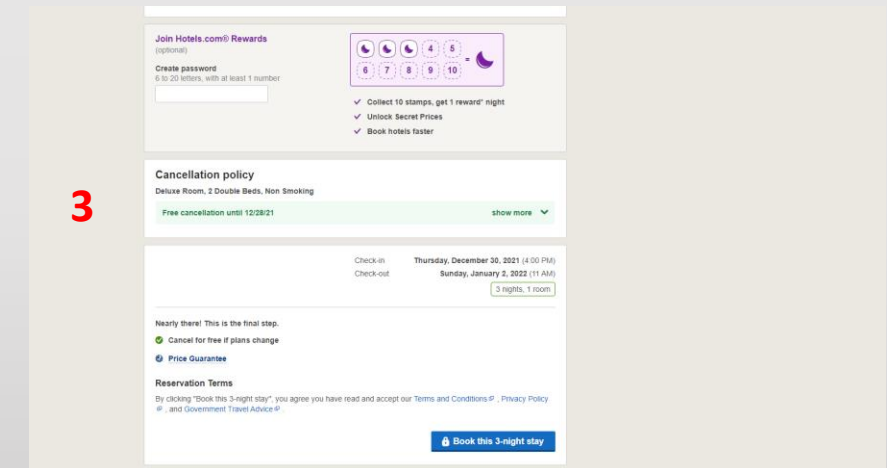 Join Hotels.com® Rewards
(optional)
Create password
6 to 20 letters, with at least 1 number
4 5
6 7 8 9 10
=
Collect 10 stamps, get 1 reward* night
Unlock Secret Prices
Book hotels faster
3
Cancellation policy
Deluxe Room, 2 Double Beds, Non Smoking
Free cancellation until 12/28/21 show more
Check-in Thursday, December 30, 2021 (4:00 PM)
Check-out Sunday, January 2, 2022 (11 AM)
3 nights, 1 room
Nearly there! This is the final step.
Cancel for free if plans change
Price Guarantee
Reservation Terms
By clicking "Book this 3-night stay", you agree you have read and accept our Terms and Conditions , Privacy Policy
, and Government Travel Advice .
Book this 3-night stay